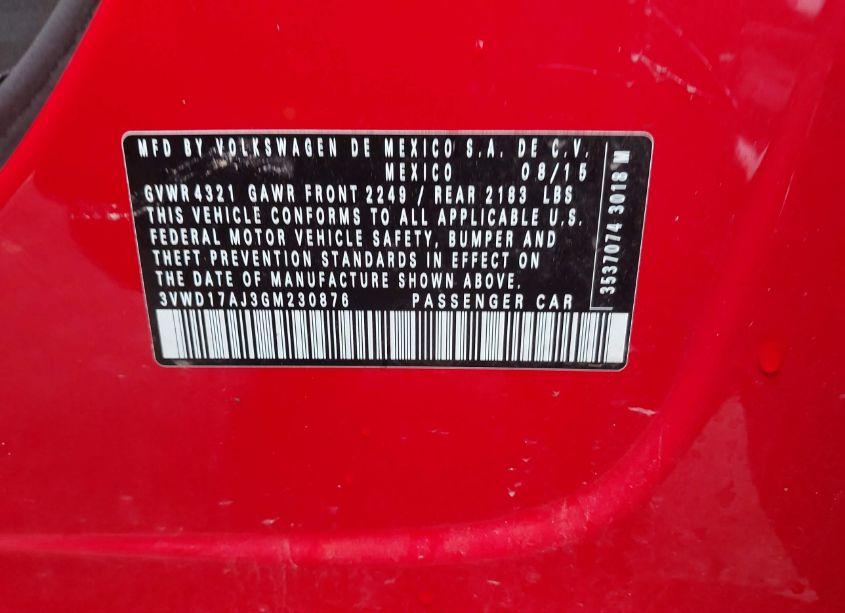 MFD BY VOLKSWAGEN DE MEXICO S.A. DE C.V.
MEXICO 08/15
GVWR 4321 GAWR FRONT 2249 / REAR 2183 LBS
THIS VEHICLE CONFORMS TO ALL APPLICABLE U.S.
FEDERAL MOTOR VEHICLE SAFETY, BUMPER AND
THEFT PREVENTION STANDARDS IN EFFECT ON
THE DATE OF MANUFACTURE SHOWN ABOVE.
3VWD17AJ3GM230876 PASSENGER CAR
3537074 3018 M